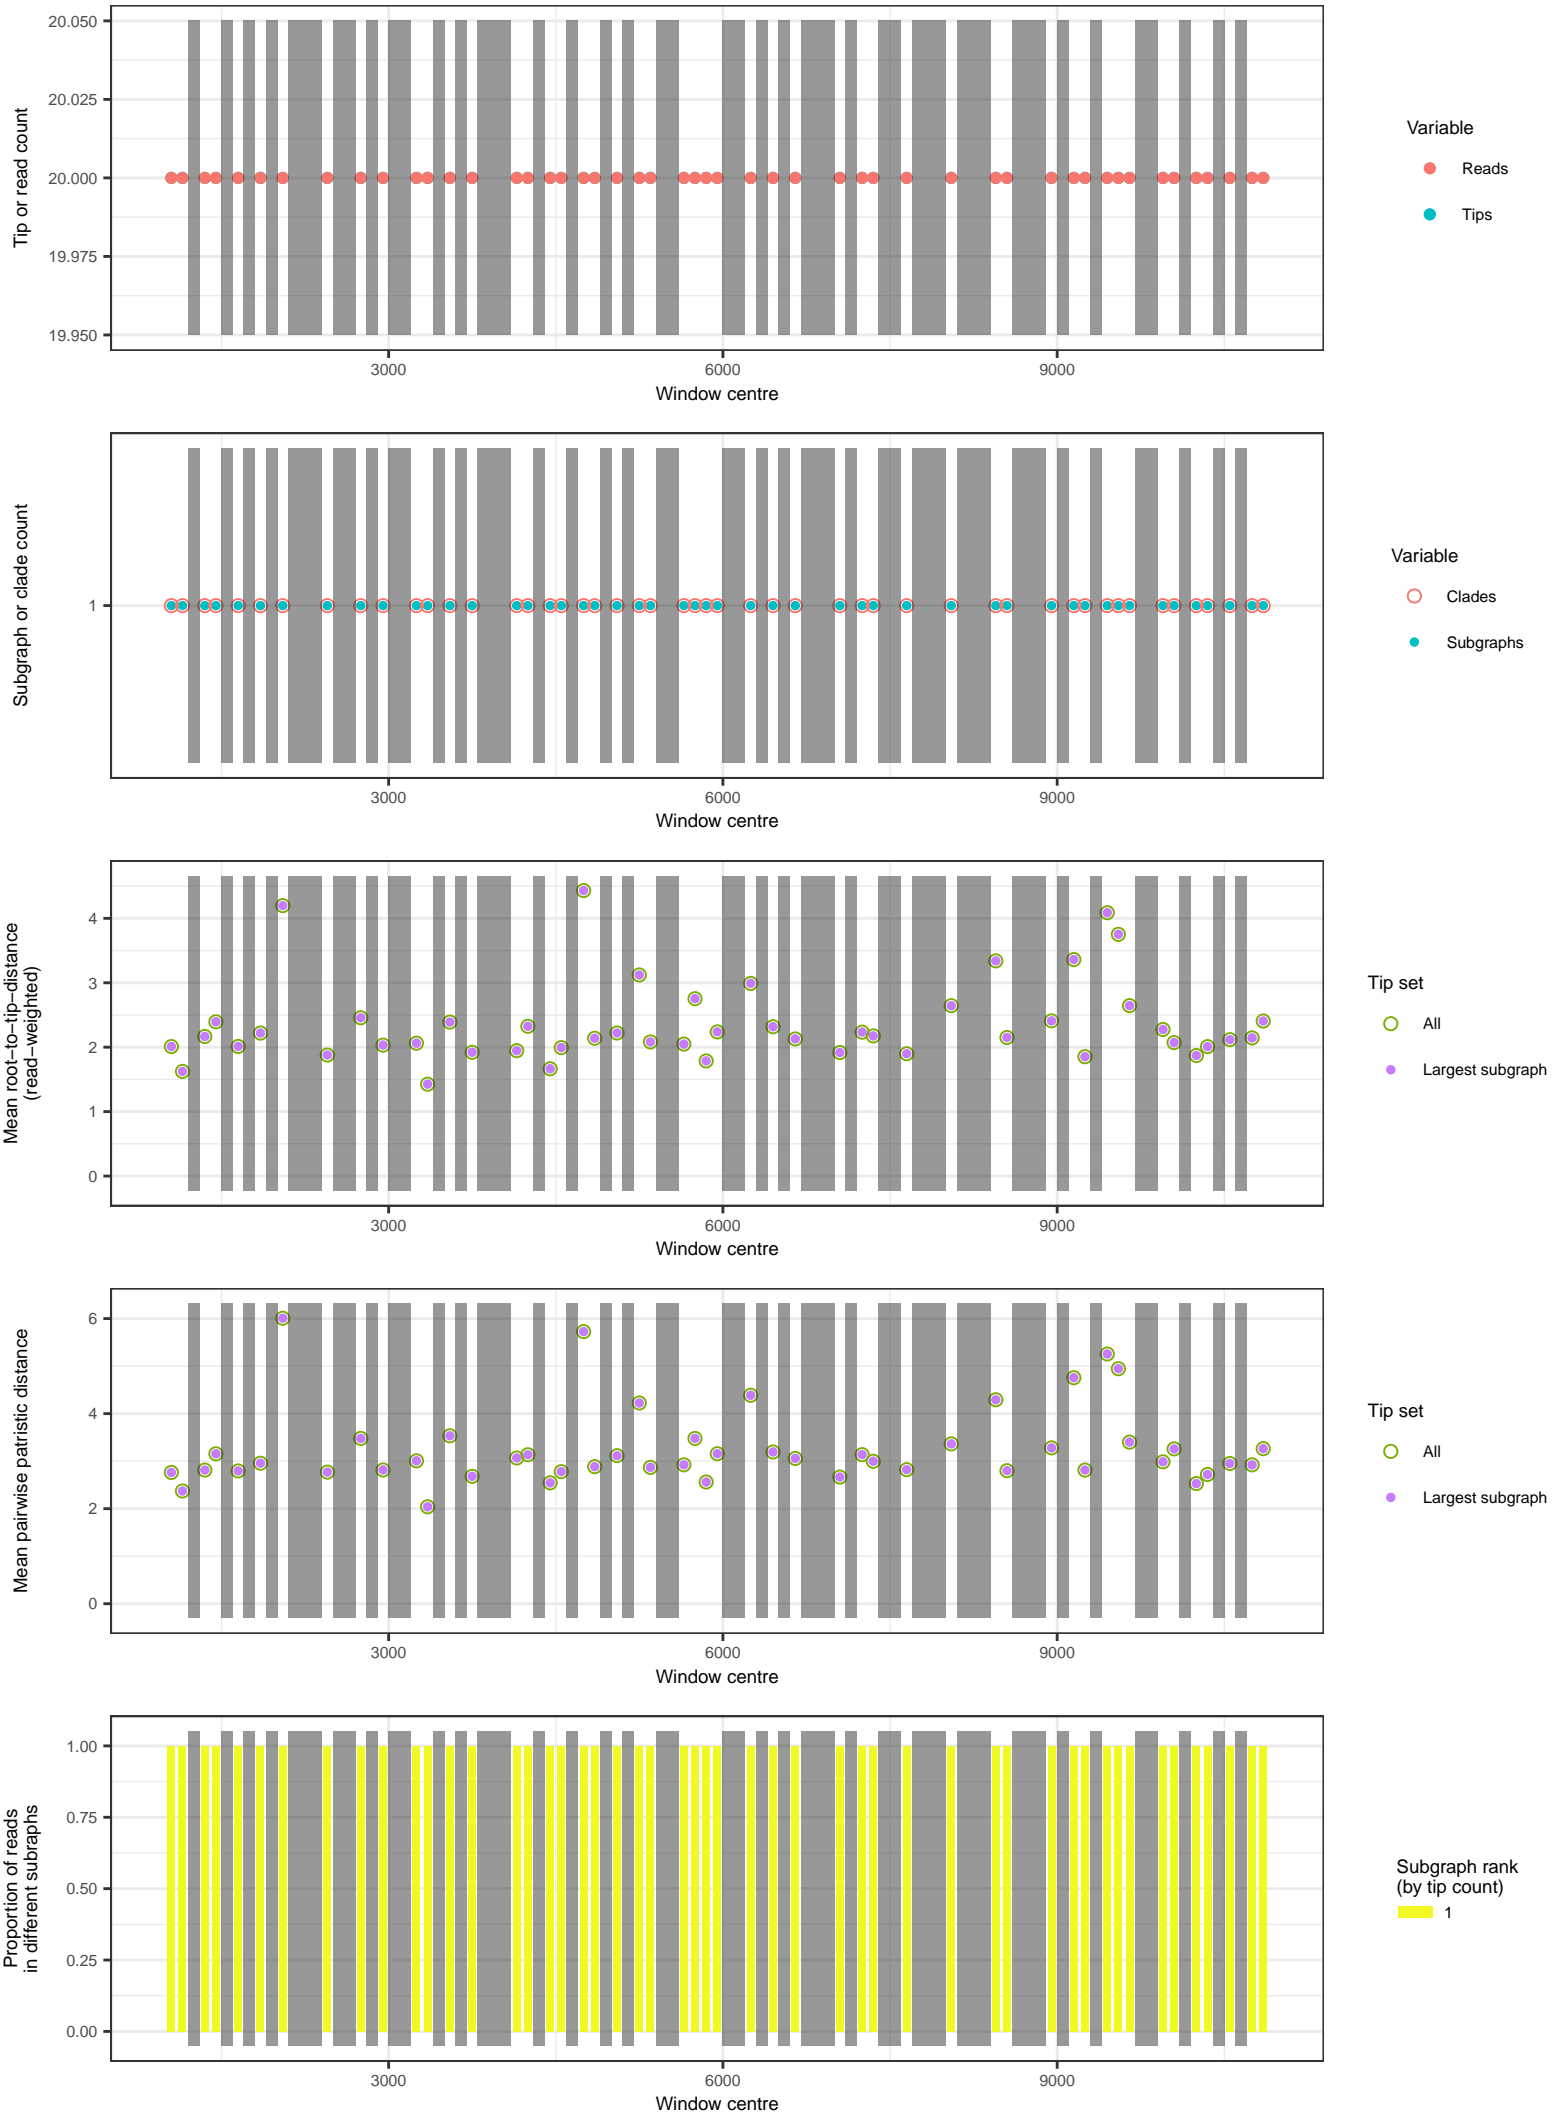 20.050
20.025
20.000
19.975
19.950
Tip or read count
3000
6000
9000
Window centre
Variable
Reads
Tips
1
Subgraph or clade count
3000
6000
9000
Window centre
Variable
Clades
Subgraphs
4
3
2
1
0
Mean root−to−tip−distance
(read−weighted)
3000
6000
9000
Window centre
Tip set
All
Largest subgraph
6
4
2
0
Mean pairwise patristic distance
3000
6000
9000
Window centre
Tip set
All
Largest subgraph
1.00
0.75
0.50
0.25
0.00
Proportion of reads
in different subraphs
3000
6000
9000
Window centre
Subgraph rank
(by tip count)
1